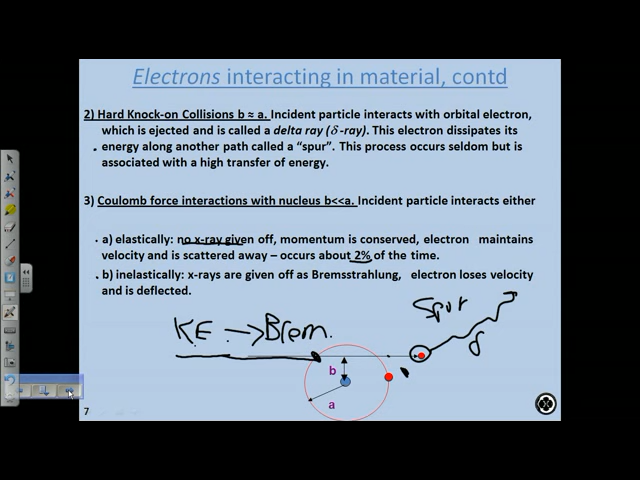 Electrons interacting in material, contd
2) Hard Knock-on Collisions b ≈ a. Incident particle interacts with orbital electron,
which is ejected and is called a delta ray (δ -ray). This electron dissipates its
energy along another path called a “spur”. This process occurs seldom but is
associated with a high transfer of energy.
3) Coulomb force interactions with nucleus b<<a. Incident particle interacts either
a) elastically: no x-ray given off, momentum is conserved, electron maintains
velocity and is scattered away – occurs about 2% of the time.
b) inelastically: x-rays are given off as Bremsstrahlung, electron loses velocity
and is deflected.
Spur
K.E. → Brem.
δ
b
a
7